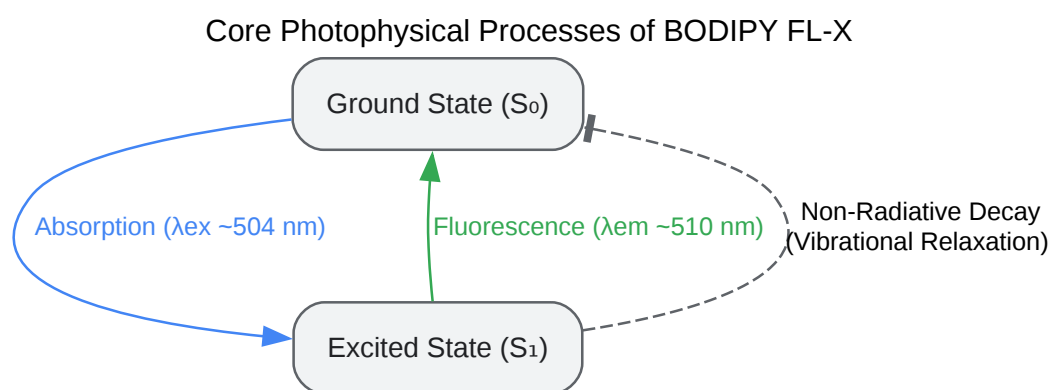 Core Photophysical Processes of BODIPY FL-X
Ground State (S₀)
Absorption (λex ~504 nm)
Fluorescence (λem ~510 nm)
Non-Radiative Decay
(Vibrational Relaxation)
Excited State (S₁)